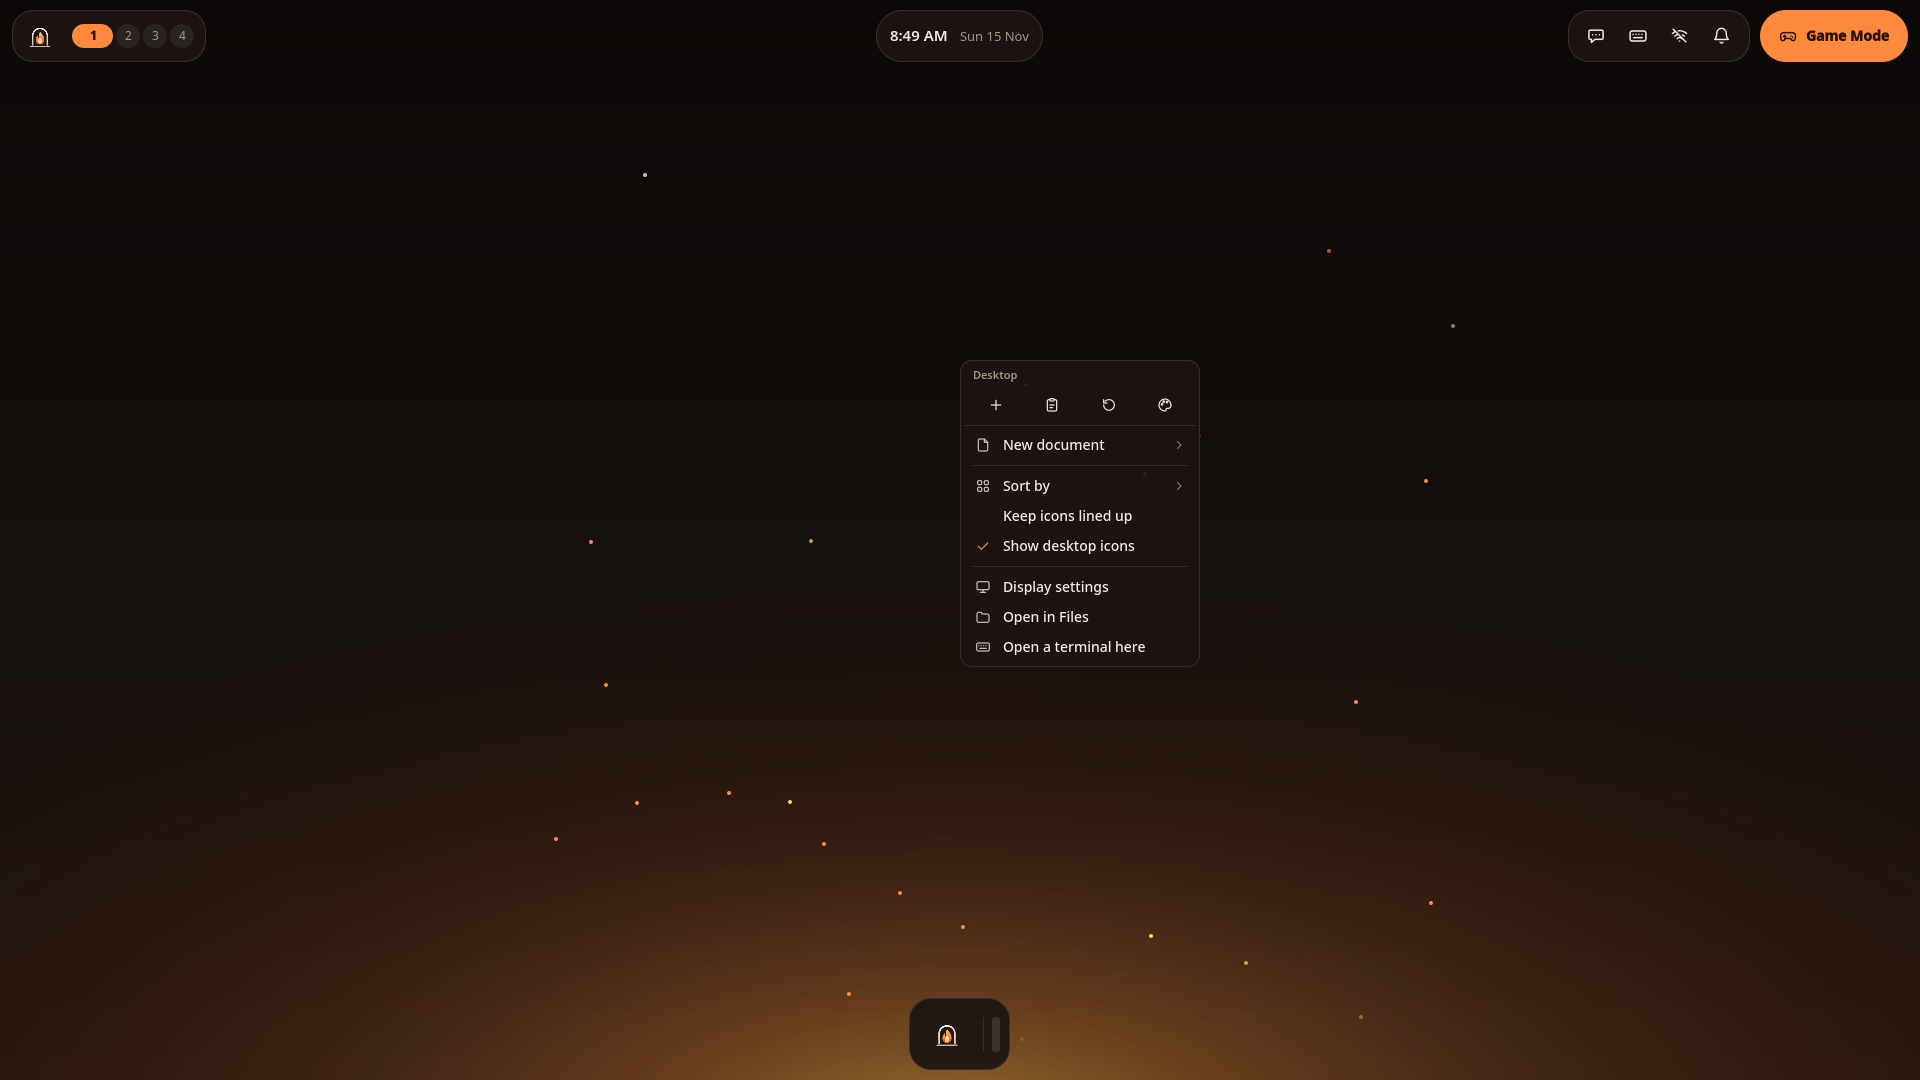 1 2 3 4
8:49 AM Sun 15 Nov
Game Mode
Desktop
New document
Sort by
Keep icons lined up
Show desktop icons
Display settings
Open in Files
Open a terminal here